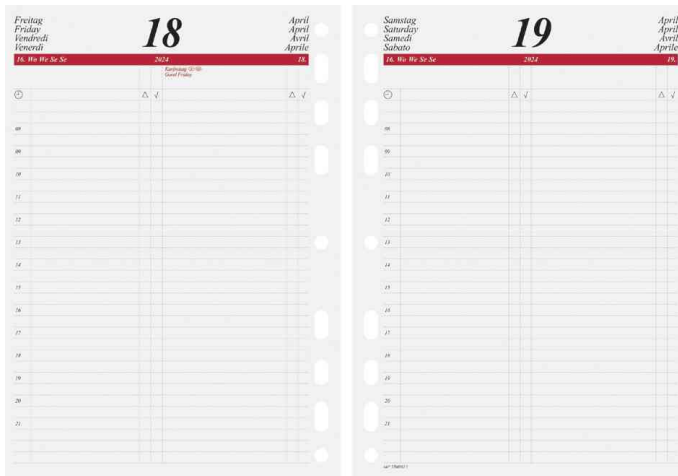 Freitag
Friday
Vendredi
Venerdì
18
April
April
Avril
Aprile
16. Wo We Se Se 2024 18.
Karfreitag
Good Friday
△ √ △ √
08
09
10
11
12
13
14
15
16
17
18
19
20
21
Samstag
Saturday
Samedi
Sabato
19
April
April
Avril
Aprile
16. Wo We Se Se 2024 19.
△ √ △ √
08
09
10
11
12
13
14
15
16
17
18
19
20
21